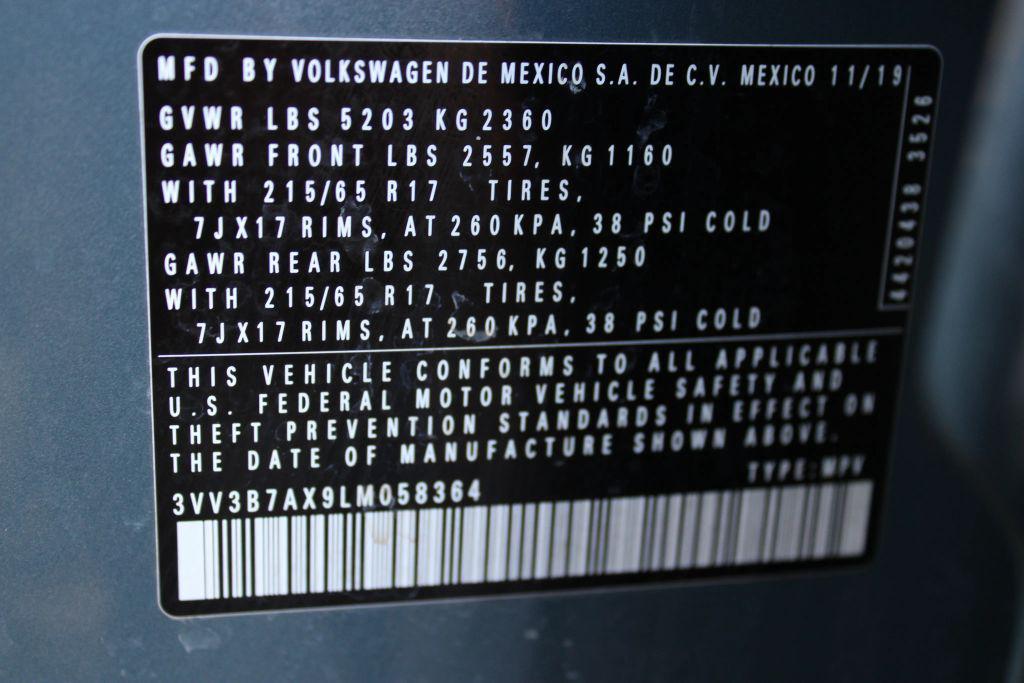 MFD BY VOLKSWAGEN DE MEXICO S.A. DE C.V. MEXICO 11/19
GVWR LBS 5203 KG 2360
GAWR FRONT LBS 2557, KG 1160
WITH 215/65 R17 TIRES,
7JX17 RIMS, AT 260 KPA, 38 PSI COLD
GAWR REAR LBS 2756, KG 1250
WITH 215/65 R17 TIRES,
7JX17 RIMS, AT 260 KPA, 38 PSI COLD
THIS VEHICLE CONFORMS TO ALL APPLICABLE
U.S. FEDERAL MOTOR VEHICLE SAFETY AND
THEFT PREVENTION STANDARDS IN EFFECT ON
THE DATE OF MANUFACTURE SHOWN ABOVE.
TYPE:MPV
3VV3B7AX9LM058364
4420438 3526